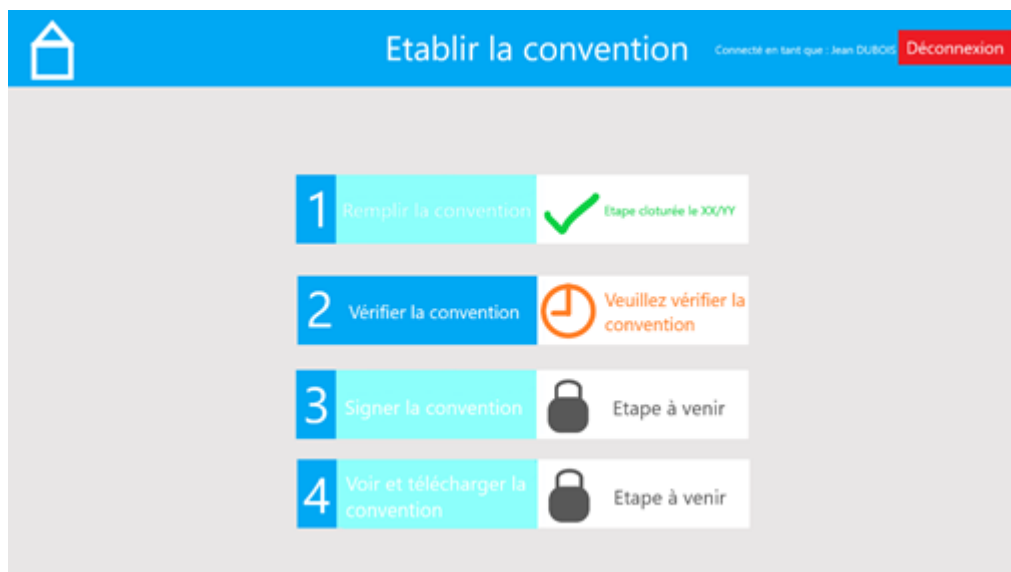 Etablir la convention
Connecté en tant que : Jean DUBOIS
Déconnexion
1
Remplir la convention
Etape cloturée le XX/YY
2
Vérifier la convention
Veuillez vérifier la
convention
3
Signer la convention
Etape à venir
4
Voir et télécharger la
convention
Etape à venir